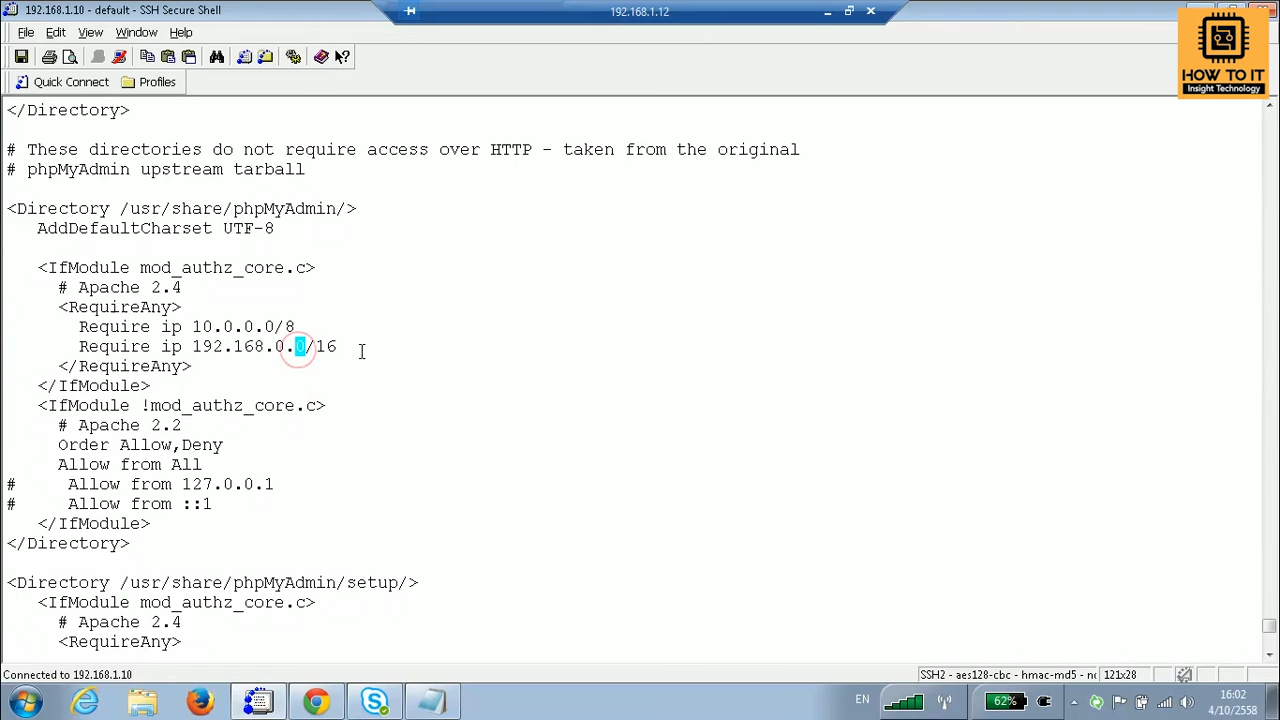 192.168.1.10 - default - SSH Secure Shell
192.168.1.12
File Edit View Window Help
Quick Connect Profiles
HOW TO IT
Insight Technology
</Directory>
# These directories do not require access over HTTP - taken from the original
# phpMyAdmin upstream tarball
<Directory /usr/share/phpMyAdmin/>
AddDefaultCharset UTF-8
<IfModule mod_authz_core.c>
# Apache 2.4
<RequireAny>
Require ip 10.0.0.0/8
Require ip 192.168.0.0/16
</RequireAny>
</IfModule>
<IfModule !mod_authz_core.c>
# Apache 2.2
Order Allow,Deny
Allow from All
# Allow from 127.0.0.1
# Allow from ::1
</IfModule>
</Directory>
<Directory /usr/share/phpMyAdmin/setup/>
<IfModule mod_authz_core.c>
# Apache 2.4
<RequireAny>
Connected to 192.168.1.10
SSH2 - aes128-cbc - hmac-md5 - nc 121x28
EN
62%
16:02
4/10/2558